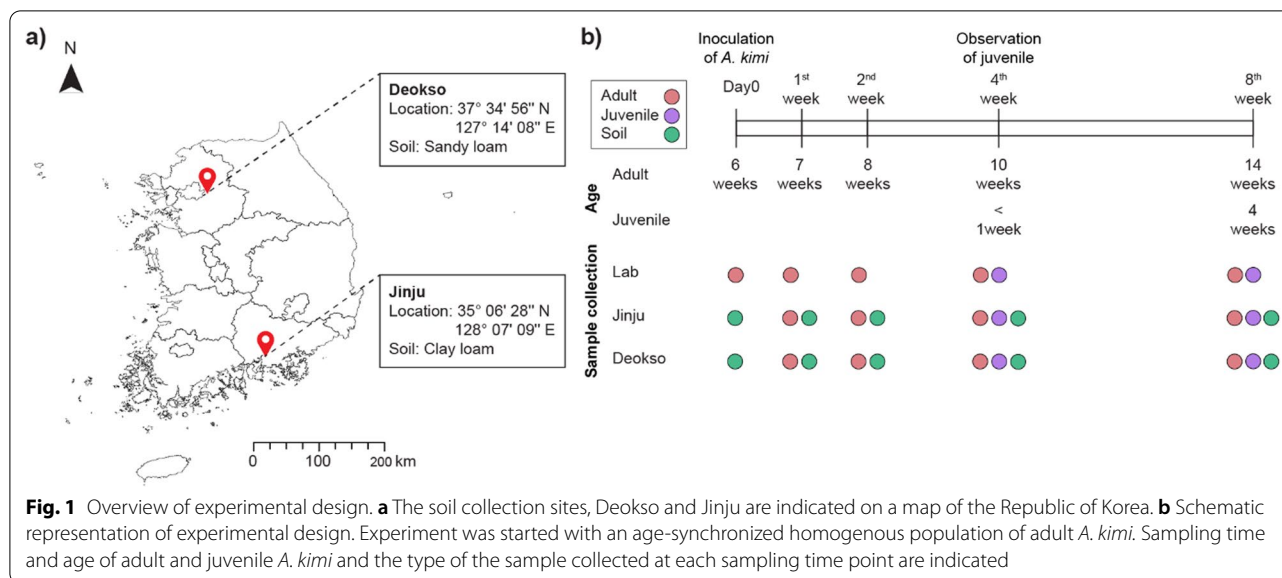 a)
N
Deokso
Location: 37° 34' 56" N
127° 14' 08" E
Soil: Sandy loam
Jinju
Location: 35° 06' 28" N
128° 07' 09" E
Soil: Clay loam
0 100 200 km
b)
Inoculation
of A. kimi
Observation
of juvenile
Day0
1st
week
2nd
week
4th
week
8th
week
Adult
Juvenile
Soil
Age
Adult
6
weeks
7
weeks
8
weeks
10
weeks
14
weeks
Juvenile
<
1week
4
weeks
Sample collection
Lab
Jinju
Deokso
Fig. 1 Overview of experimental design. a The soil collection sites, Deokso and Jinju are indicated on a map of the Republic of Korea. b Schematic
representation of experimental design. Experiment was started with an age-synchronized homogenous population of adult A. kimi. Sampling time
and age of adult and juvenile A. kimi and the type of the sample collected at each sampling time point are indicated